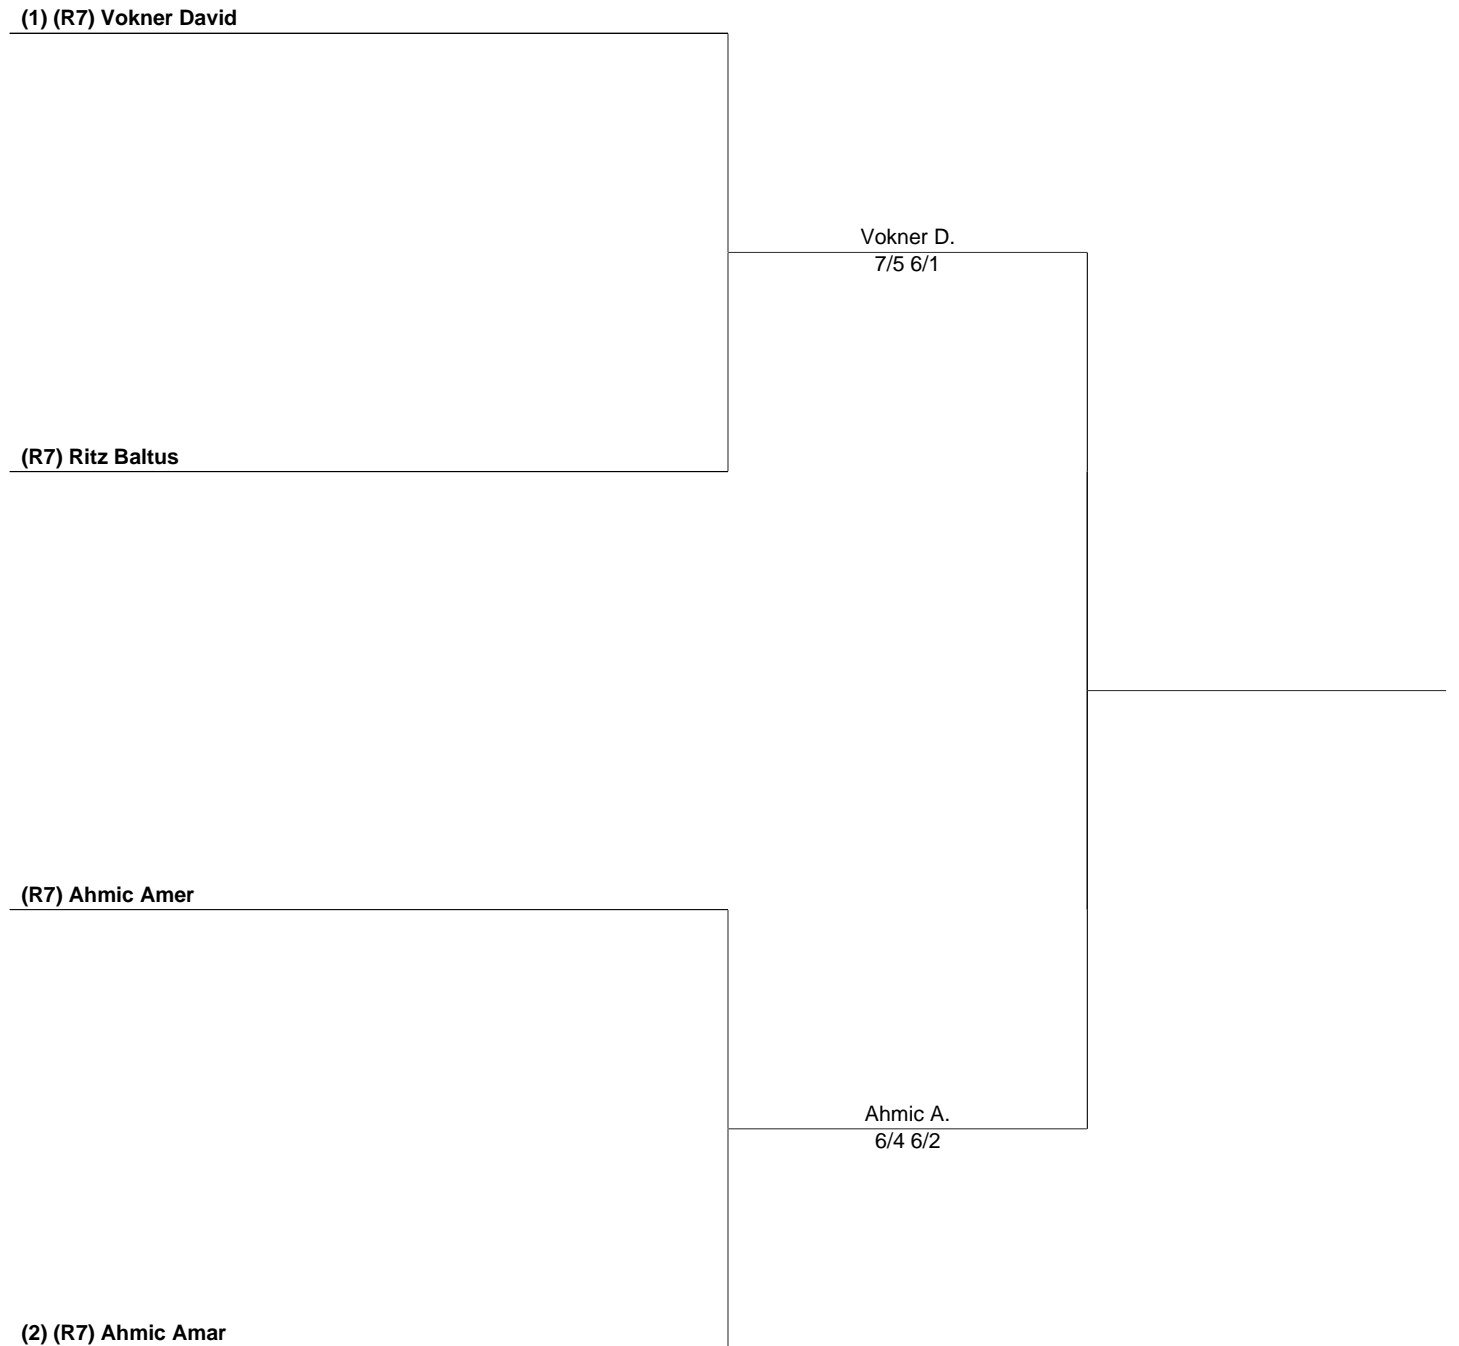 (1) (R7) Vokner David
Vokner D.
7/5 6/1
(R7) Ritz Baltus
(R7) Ahmic Amer
Ahmic A.
6/4 6/2
(2) (R7) Ahmic Amar